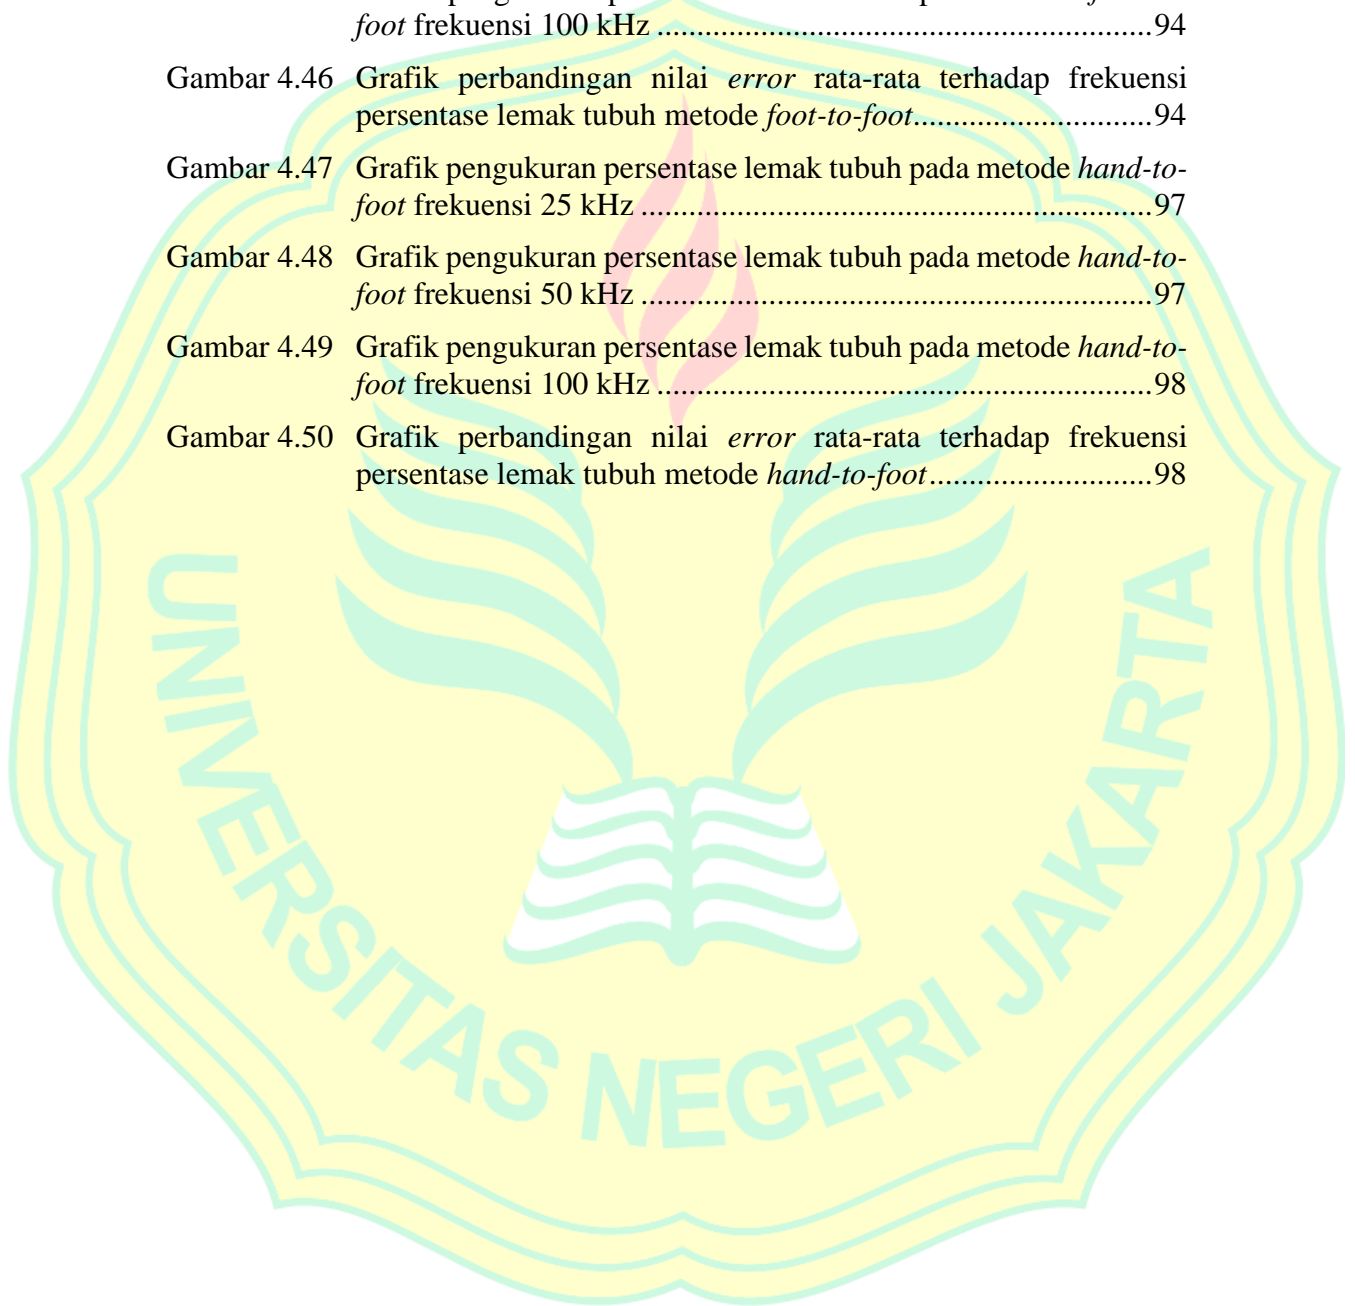 foot frekuensi 100 kHz ..............................................................94
Gambar 4.46 Grafik perbandingan nilai error rata-rata terhadap frekuensi
persentase lemak tubuh metode foot-to-foot..............................94
Gambar 4.47 Grafik pengukuran persentase lemak tubuh pada metode hand-to-
foot frekuensi 25 kHz ................................................................97
Gambar 4.48 Grafik pengukuran persentase lemak tubuh pada metode hand-to-
foot frekuensi 50 kHz ................................................................97
Gambar 4.49 Grafik pengukuran persentase lemak tubuh pada metode hand-to-
foot frekuensi 100 kHz ..............................................................98
Gambar 4.50 Grafik perbandingan nilai error rata-rata terhadap frekuensi
persentase lemak tubuh metode hand-to-foot............................98
UNIVERSITAS NEGERI JAKARTA